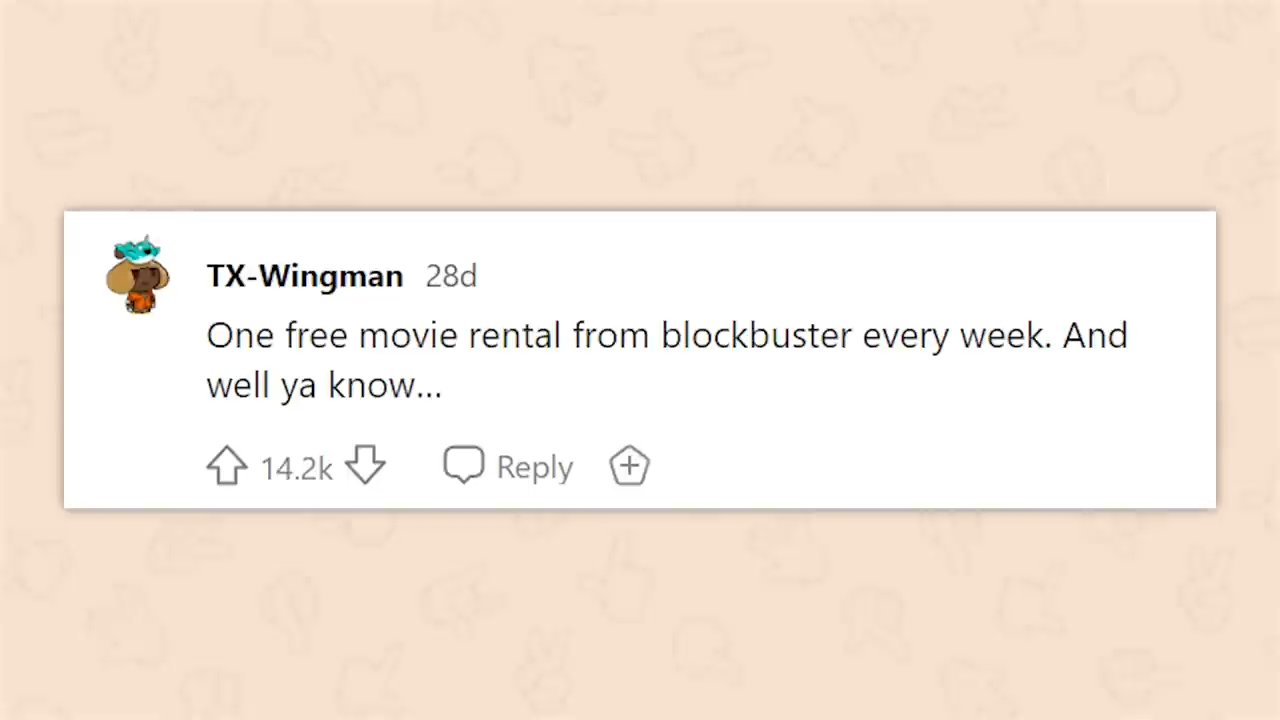 TX-Wingman 28d
One free movie rental from blockbuster every week. And
well ya know...
14.2k Reply